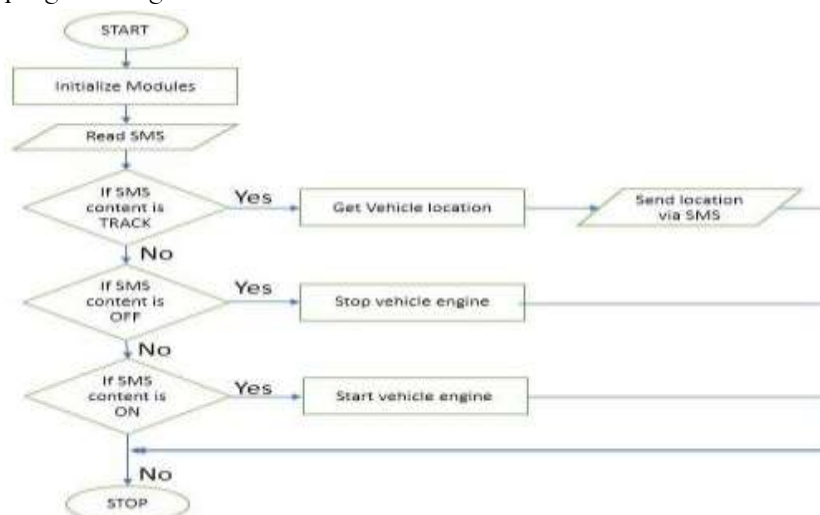 START
Initialize Modules
Read SMS
If SMS
content is
TRACK
Yes
Get Vehicle location
Send location
via SMS
No
If SMS
content is
OFF
Yes
Stop vehicle engine
No
If SMS
content is
ON
Yes
Start vehicle engine
No
STOP